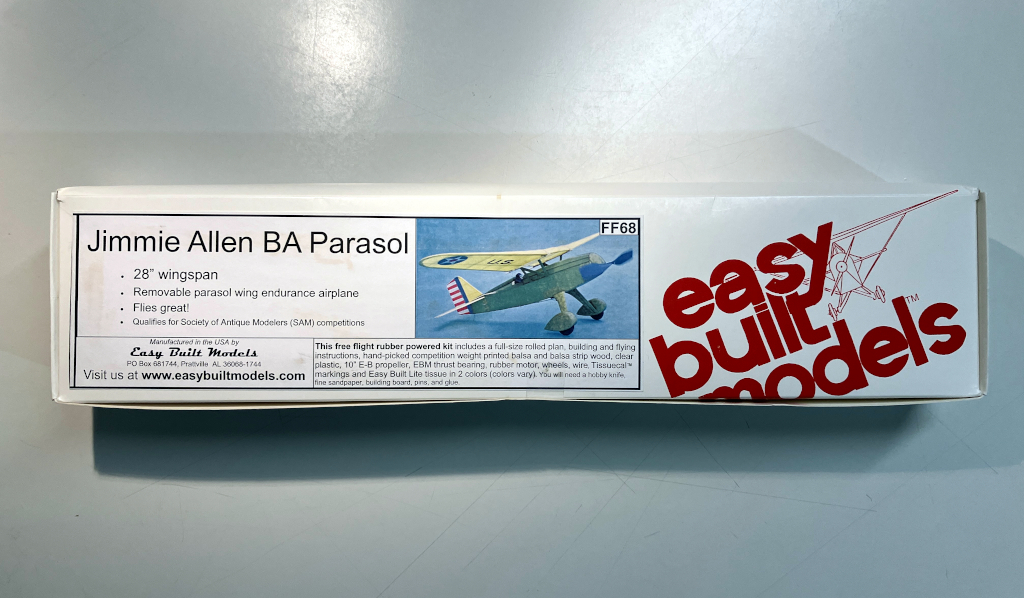 Jimmie Allen BA Parasol
• 28” wingspan
• Removable parasol wing endurance airplane
• Flies great!
• Qualifies for Society of Antique Modelers (SAM) competitions
FF68
U.S.
Manufactured in the USA by
Easy Built Models
PO Box 681744, Prattville AL 36068-1744
Visit us at www.easybuiltmodels.com
This free flight rubber powered kit includes a full-size rolled plan, building and flying
instructions, hand-picked competition weight printed balsa and balsa strip wood, clear
plastic, 10" E-B propeller, EBM thrust bearing, rubber motor, wheels, wire, Tissuecal™
markings and Easy Built Lite tissue in 2 colors (colors vary). You will need a hobby knife,
fine sandpaper, building board, pins, and glue.
easy
built
models™